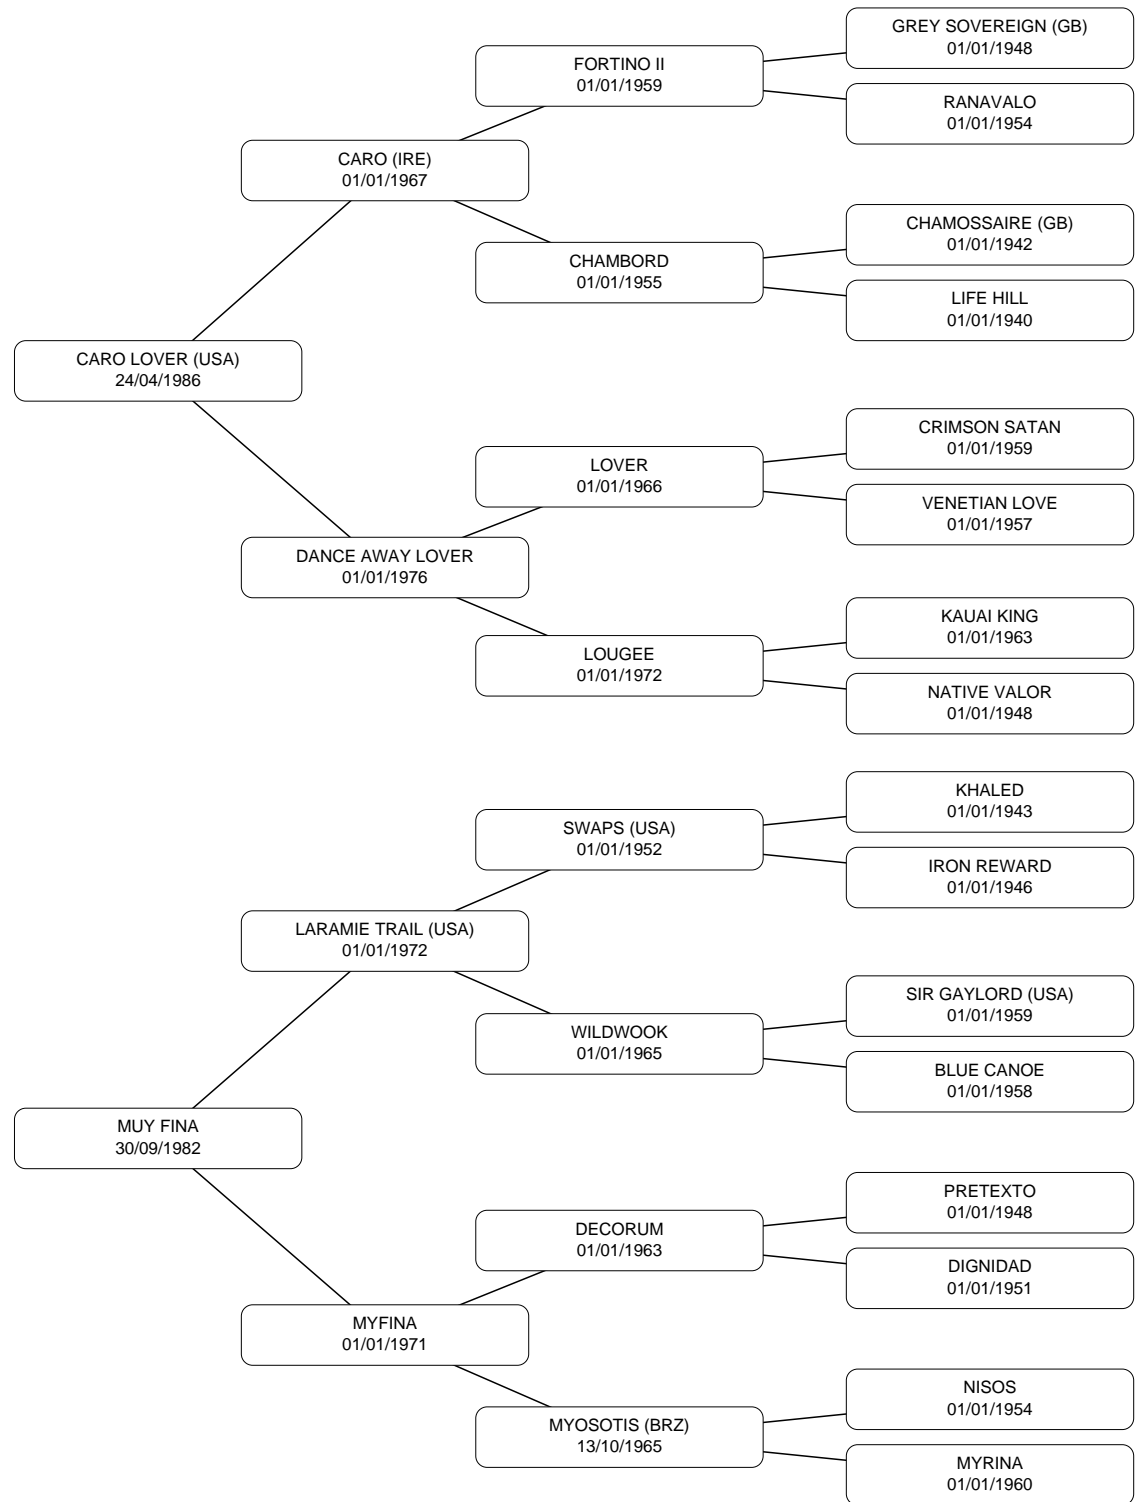 GREY SOVEREIGN (GB)
01/01/1948
FORTINO II
01/01/1959
RANAVALO
01/01/1954
CARO (IRE)
01/01/1967
CHAMOSSAIRE (GB)
01/01/1942
CHAMBORD
01/01/1955
LIFE HILL
01/01/1940
CARO LOVER (USA)
24/04/1986
CRIMSON SATAN
01/01/1959
LOVER
01/01/1966
VENETIAN LOVE
01/01/1957
DANCE AWAY LOVER
01/01/1976
KAUAI KING
01/01/1963
LOUGEE
01/01/1972
NATIVE VALOR
01/01/1948
KHALED
01/01/1943
SWAPS (USA)
01/01/1952
IRON REWARD
01/01/1946
LARAMIE TRAIL (USA)
01/01/1972
SIR GAYLORD (USA)
01/01/1959
WILDWOOK
01/01/1965
BLUE CANOE
01/01/1958
MUY FINA
30/09/1982
PRETEXTO
01/01/1948
DECORUM
01/01/1963
DIGNIDAD
01/01/1951
MYFINA
01/01/1971
NISOS
01/01/1954
MYOSOTIS (BRZ)
13/10/1965
MYRINA
01/01/1960